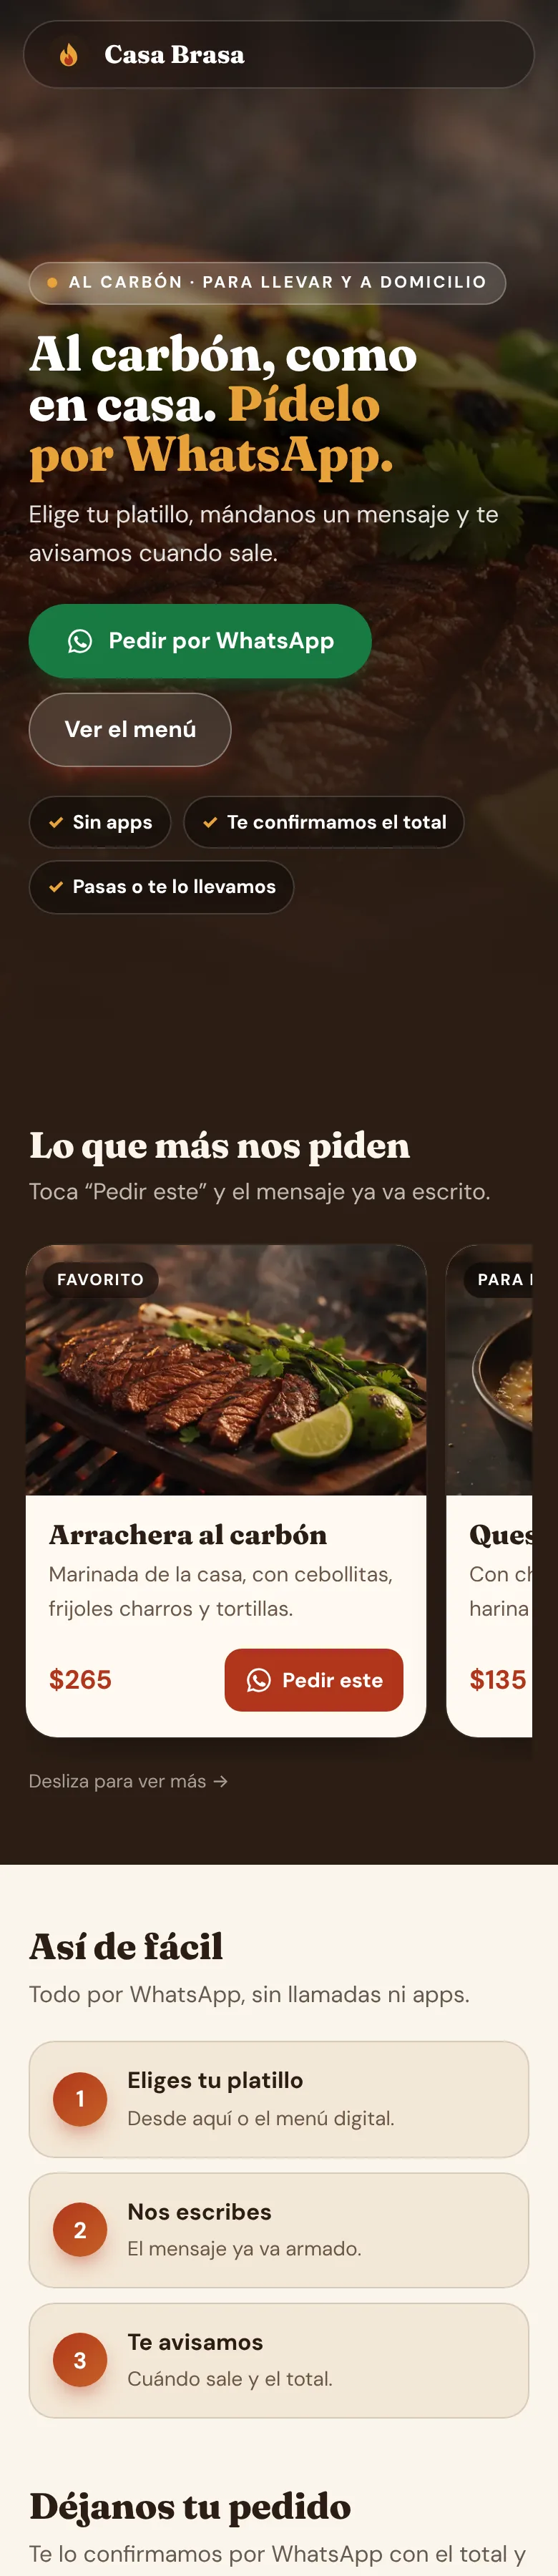 Casa Brasa
AL CARBÓN · PARA LLEVAR Y A DOMICILIO
Al carbón, como
en casa. Pídelo
por WhatsApp.
Elige tu platillo, mándanos un mensaje y te
avisamos cuando sale.
Pedir por WhatsApp
Ver el menú
✓ Sin apps
✓ Te confirmamos el total
✓ Pasas o te lo llevamos
Lo que más nos piden
Toca “Pedir este” y el mensaje ya va escrito.
FAVORITO
Arrachera al carbón
Marinada de la casa, con cebollitas,
frijoles charros y tortillas.
$265
Pedir este
PARA
Con
harina
$135
Desliza para ver más →
Así de fácil
Todo por WhatsApp, sin llamadas ni apps.
1
Eliges tu platillo
Desde aquí o el menú digital.
2
Nos escribes
El mensaje ya va armado.
3
Te avisamos
Cuándo sale y el total.
Déjanos tu pedido
Te lo confirmamos por WhatsApp con el total y